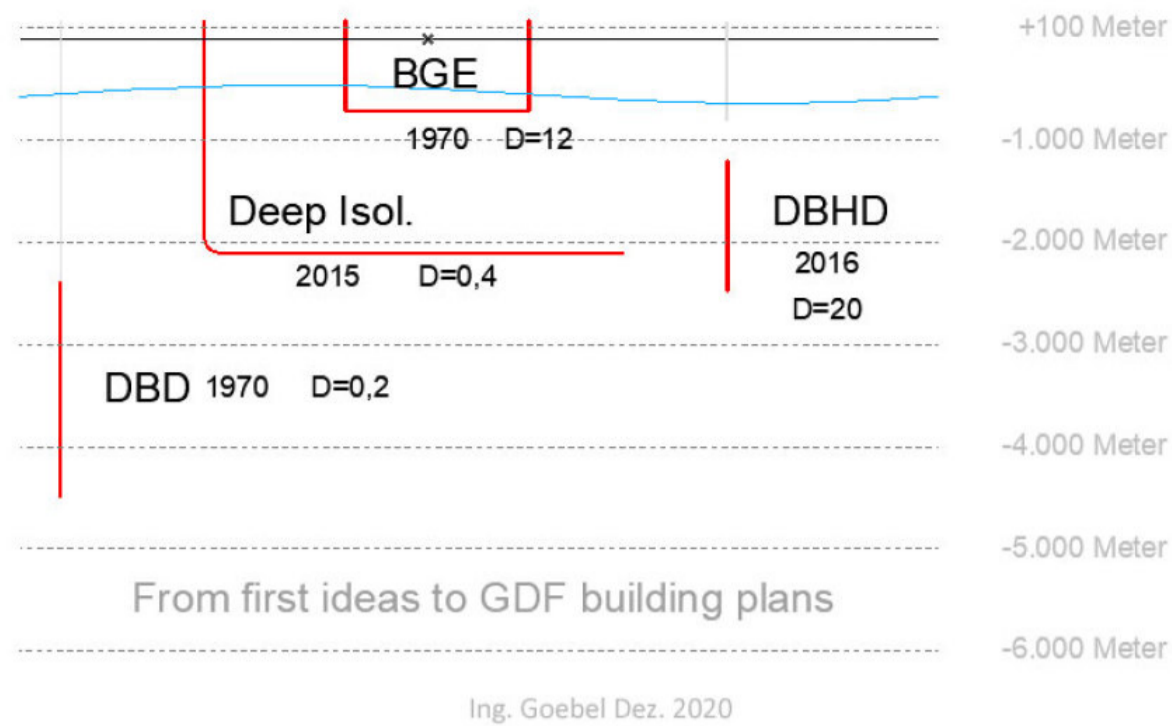 +100 Meter
BGE
1970 D=12
-1.000 Meter
Deep Isol.
DBHD
-2.000 Meter
2015 D=0,4
2016
D=20
-3.000 Meter
DBD 1970 D=0,2
-4.000 Meter
-5.000 Meter
From first ideas to GDF building plans
-6.000 Meter
Ing. Goebel Dez. 2020